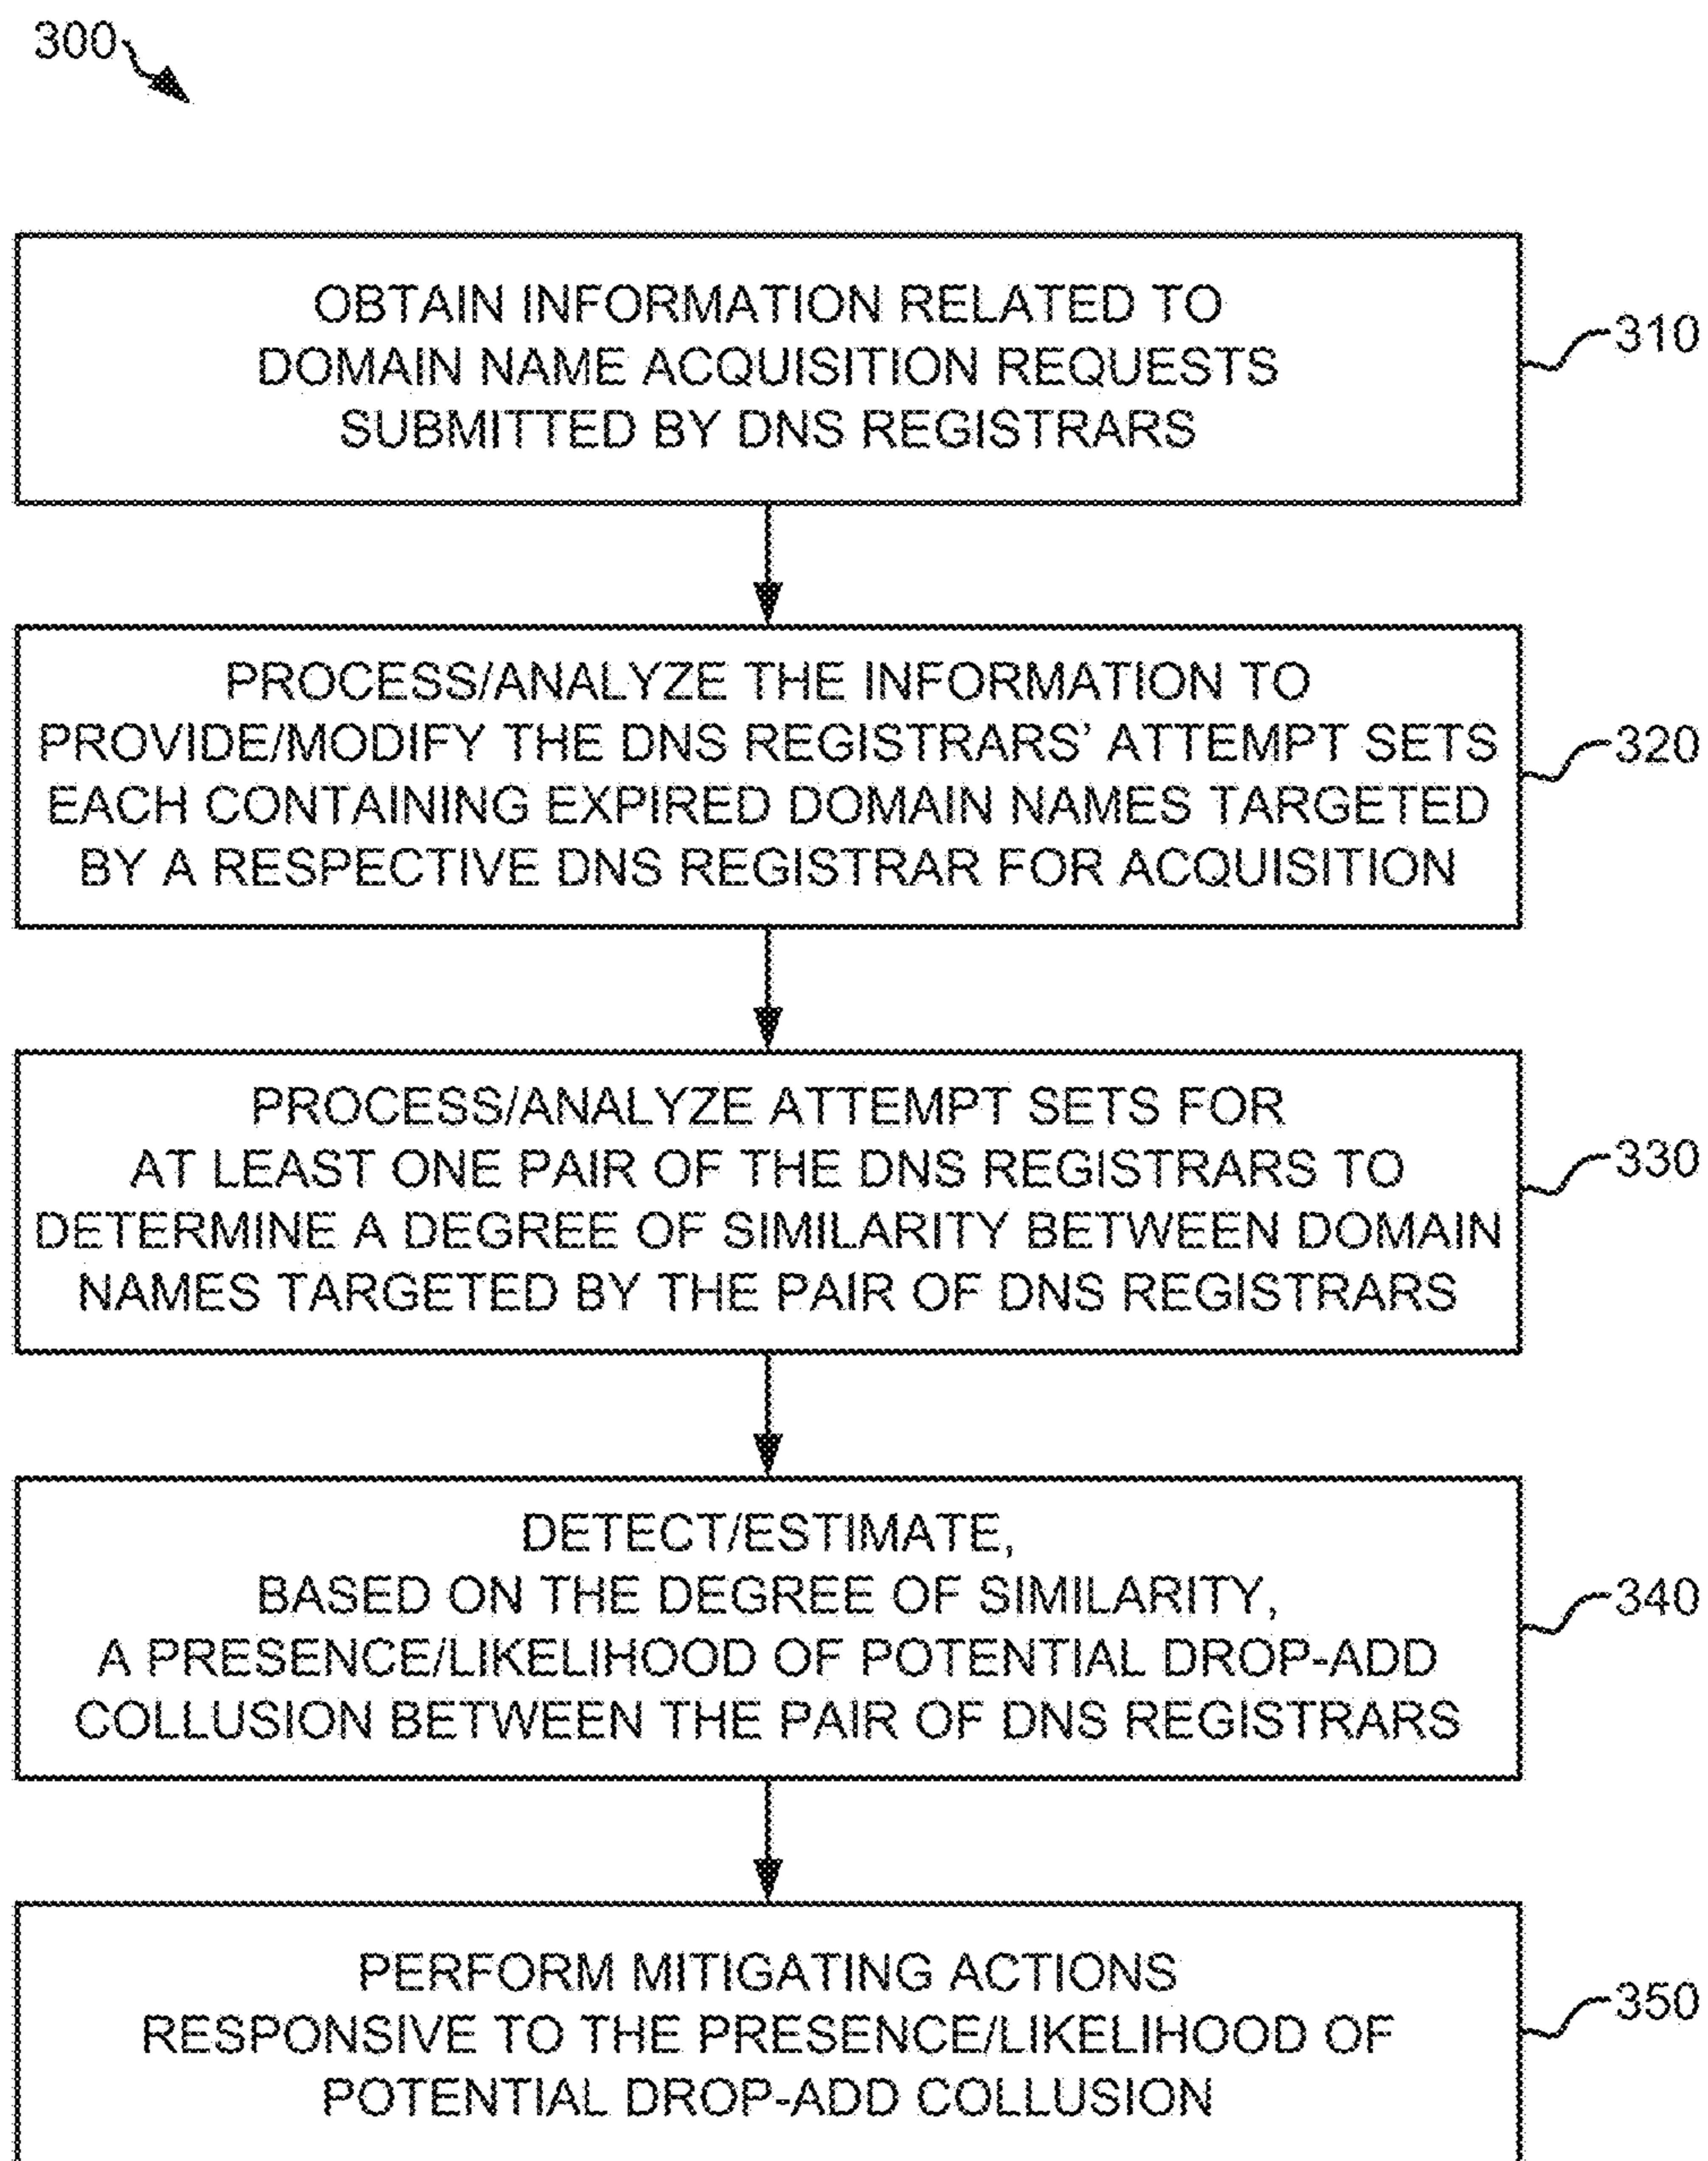 300
OBTAIN INFORMATION RELATED TO
DOMAIN NAME ACQUISITION REQUESTS
SUBMITTED BY DNS REGISTRARS
310
PROCESS/ANALYZE THE INFORMATION TO
PROVIDE/MODIFY THE DNS REGISTRARS' ATTEMPT SETS
EACH CONTAINING EXPIRED DOMAIN NAMES TARGETED
BY A RESPECTIVE DNS REGISTRAR FOR ACQUISITION
320
PROCESS/ANALYZE ATTEMPT SETS FOR
AT LEAST ONE PAIR OF THE DNS REGISTRARS TO
DETERMINE A DEGREE OF SIMILARITY BETWEEN DOMAIN
NAMES TARGETED BY THE PAIR OF DNS REGISTRARS
330
DETECT/ESTIMATE,
BASED ON THE DEGREE OF SIMILARITY,
A PRESENCE/LIKELIHOOD OF POTENTIAL DROP-ADD
COLLUSION BETWEEN THE PAIR OF DNS REGISTRARS
340
PERFORM MITIGATING ACTIONS
RESPONSIVE TO THE PRESENCE/LIKELIHOOD OF
POTENTIAL DROP-ADD COLLUSION
350